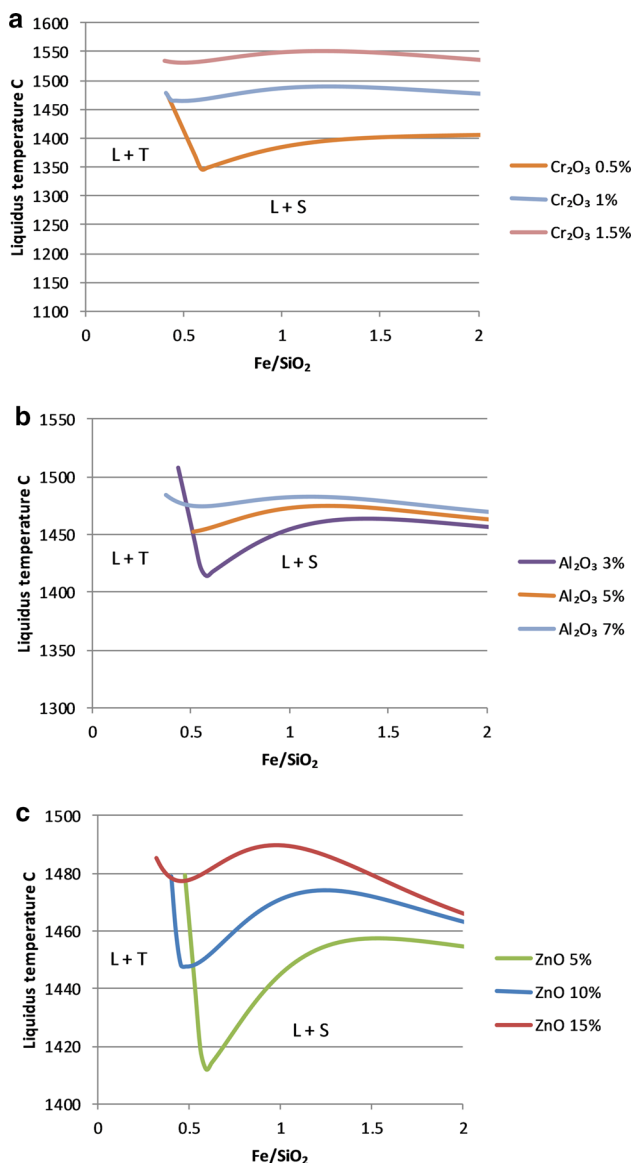 a
1600
1550
1500
1450
1400
1350
1300
1250
1200
1150
1100
Liquidus temperature C
L + T
L + S
0 0.5 1 1.5 2
Fe/SiO₂
Cr₂O₃ 0.5%
Cr₂O₃ 1%
Cr₂O₃ 1.5%
b
1550
1500
1450
1400
1350
1300
Liquidus temperature C
L + T
L + S
0 0.5 1 1.5 2
Fe/SiO₂
Al₂O₃ 3%
Al₂O₃ 5%
Al₂O₃ 7%
c
1500
1480
1460
1440
1420
1400
Liquidus temperature C
L + T
L + S
0 0.5 1 1.5 2
Fe/SiO₂
ZnO 5%
ZnO 10%
ZnO 15%